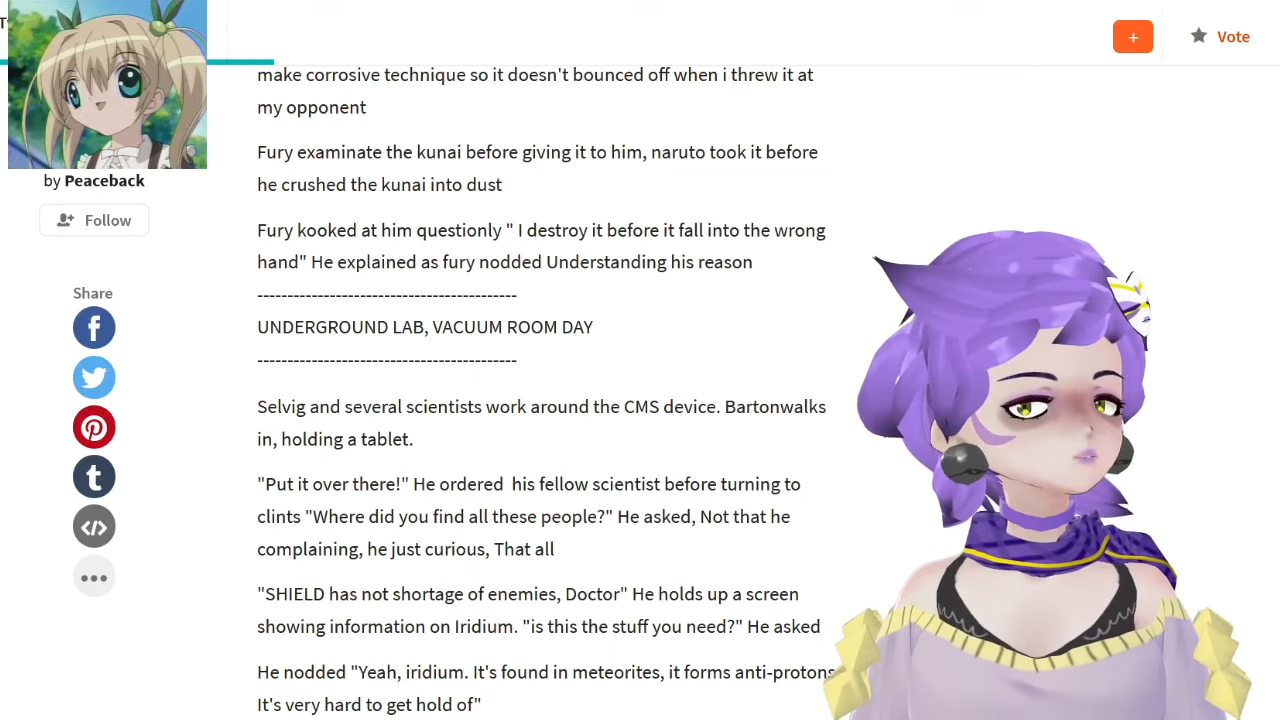 T
+
Vote
make corrosive technique so it doesn't bounced off when i threw it at
my opponent
Fury examinate the kunai before giving it to him, naruto took it before
he crushed the kunai into dust
by Peaceback
Follow
Fury kooked at him questionly " I destroy it before it fall into the wrong
hand" He explained as fury nodded Understanding his reason
-------------------------------------------
Share
UNDERGROUND LAB, VACUUM ROOM DAY
-------------------------------------------
Selvig and several scientists work around the CMS device. Bartonwalks
in, holding a tablet.
"Put it over there!" He ordered  his fellow scientist before turning to
clints "Where did you find all these people?" He asked, Not that he
complaining, he just curious, That all
"SHIELD has not shortage of enemies, Doctor" He holds up a screen
showing information on Iridium. "is this the stuff you need?" He asked
He nodded "Yeah, iridium. It's found in meteorites, it forms anti-protons
It's very hard to get hold of"